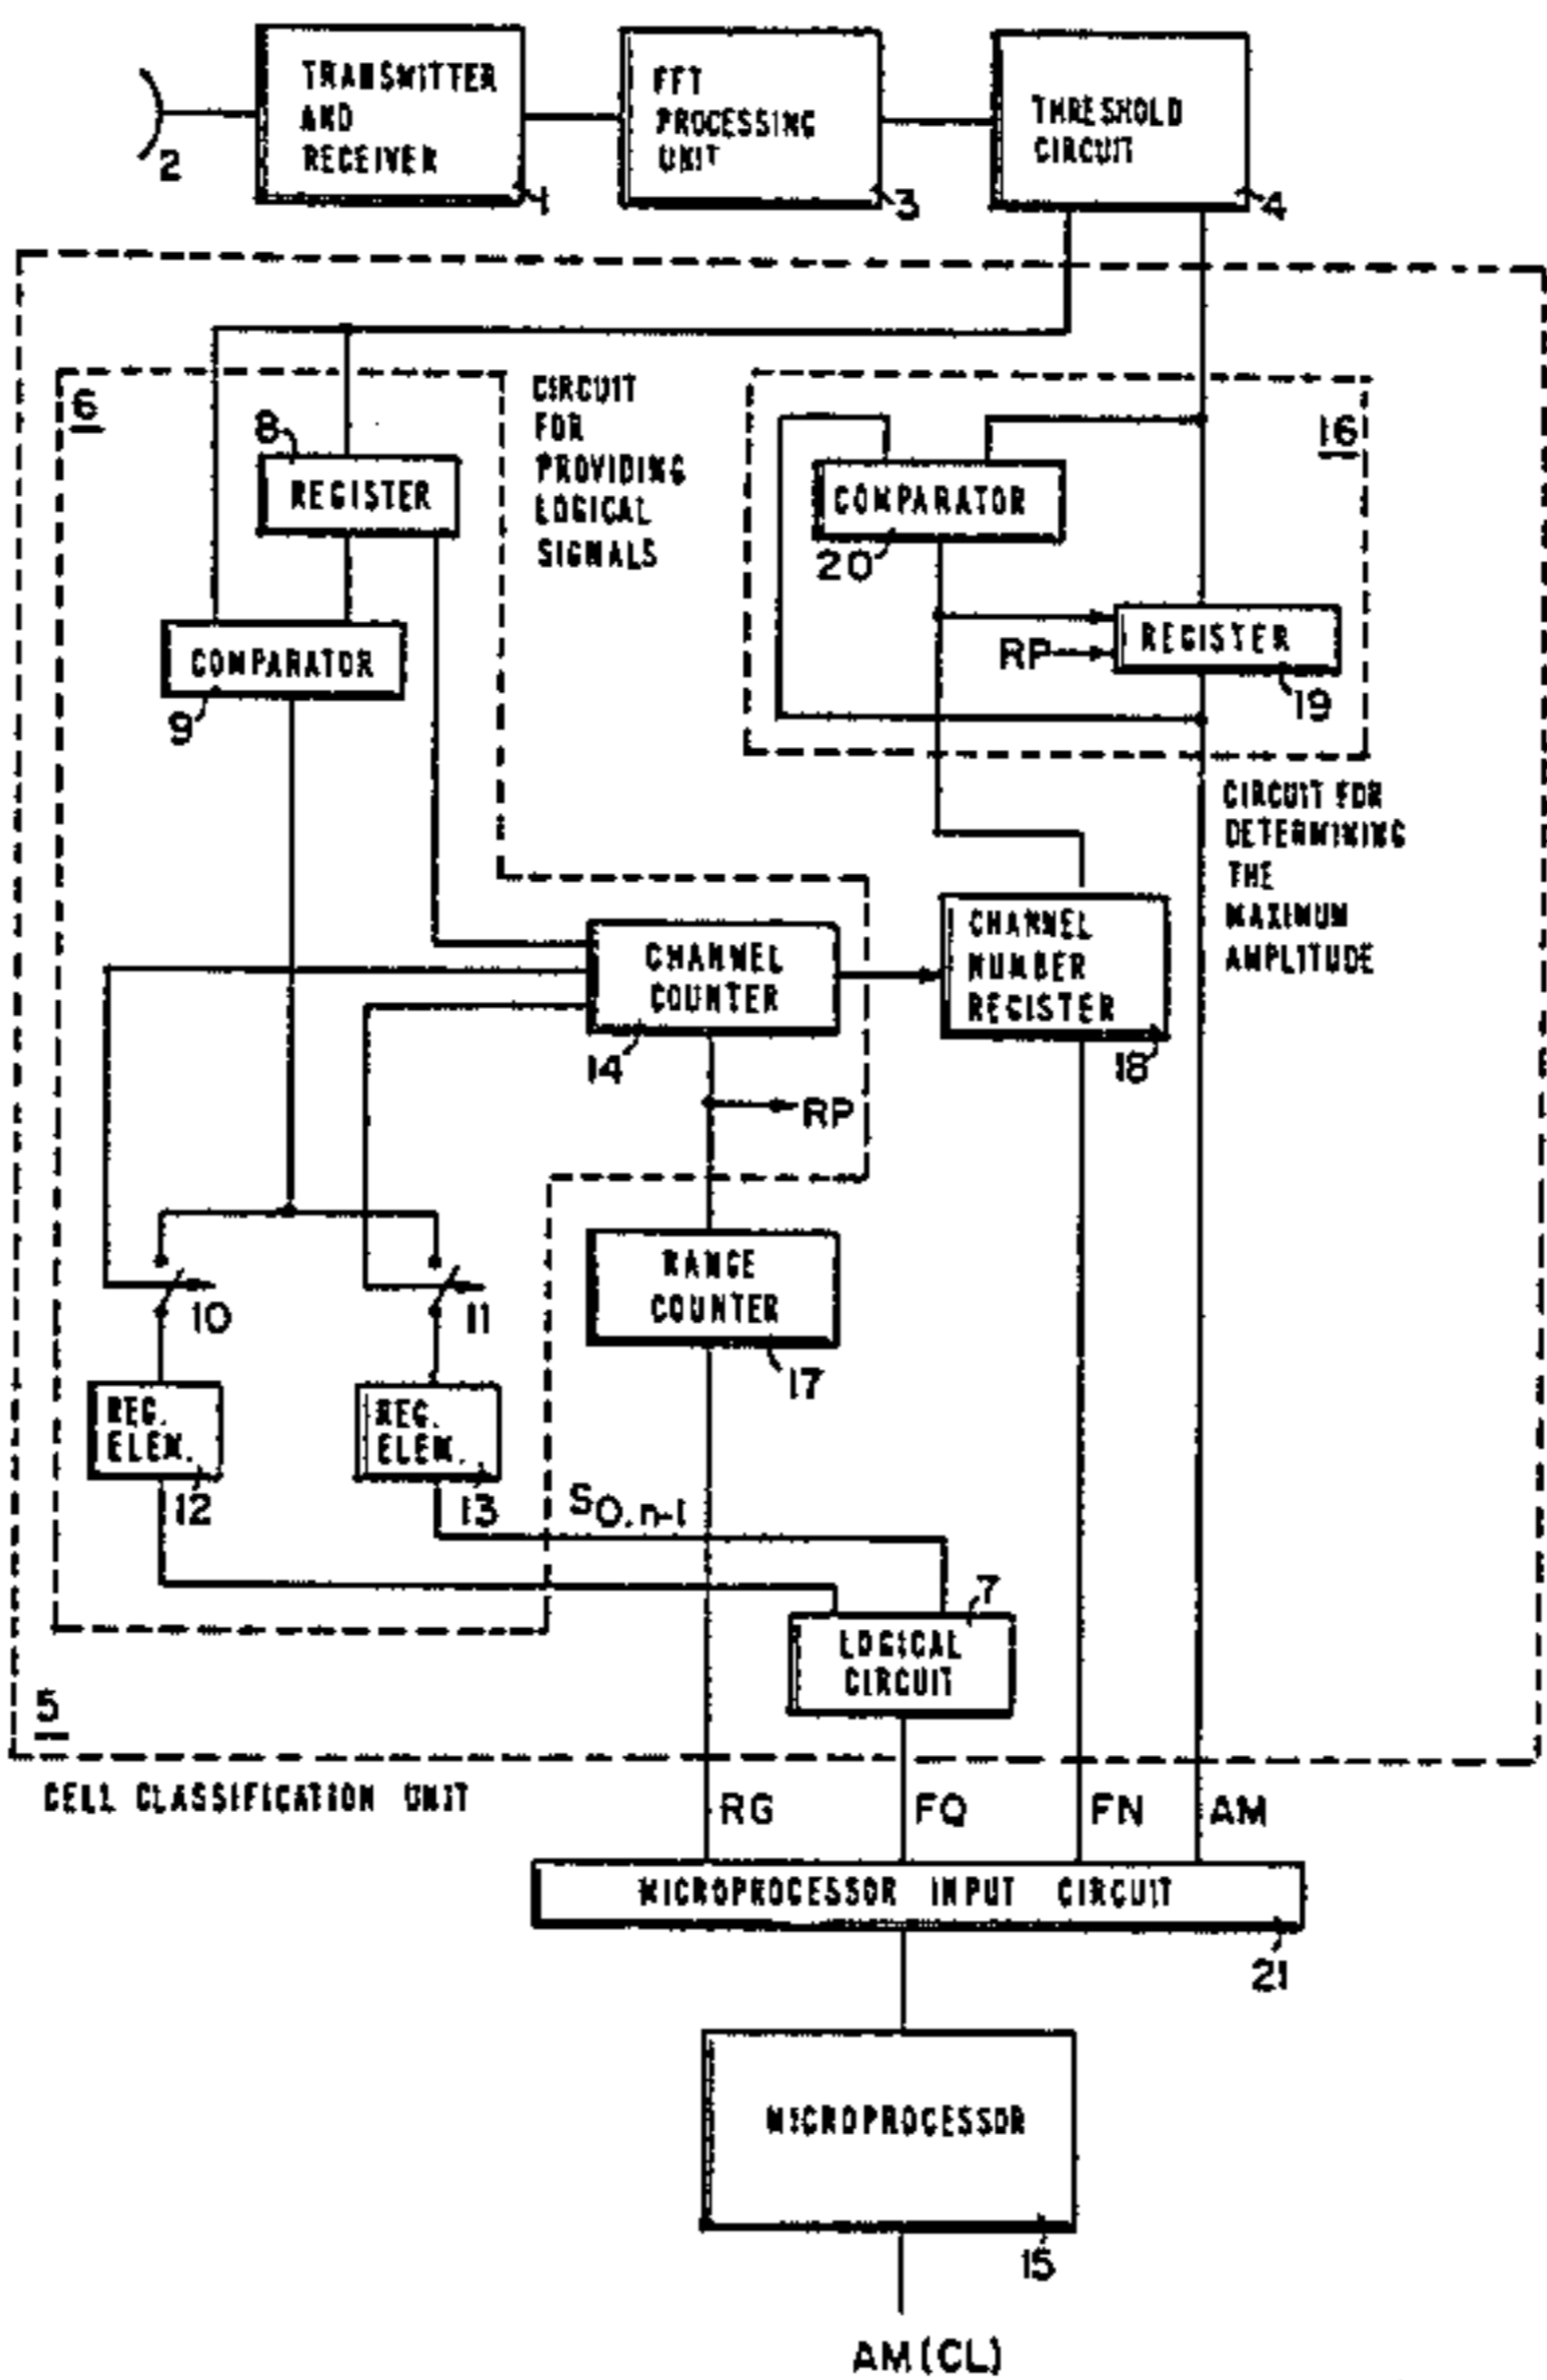 TRANSMITTER
AND
RECEIVER
1
2
FFT
PROCESSING
UNIT
3
THRESHOLD
CIRCUIT
4
6
8
REGISTER
CIRCUIT
FOR
PROVIDING
LOGICAL
SIGNALS
16
COMPARATOR
20
COMPARATOR
9
RP
REGISTER
19
CIRCUIT FOR
DETERMINING
THE
MAXIMUM
AMPLITUDE
CHANNEL
COUNTER
14
CHANNEL
NUMBER
REGISTER
18
RP
10
11
RANGE
COUNTER
17
REG.
ELEM.
12
REG.
ELEM.
13
S0,n-1
7
LOGICAL
CIRCUIT
5
CELL CLASSIFICATION UNIT
RG
FQ
FN
AM
MICROPROCESSOR INPUT CIRCUIT
21
MICROPROCESSOR
15
AM(CL)